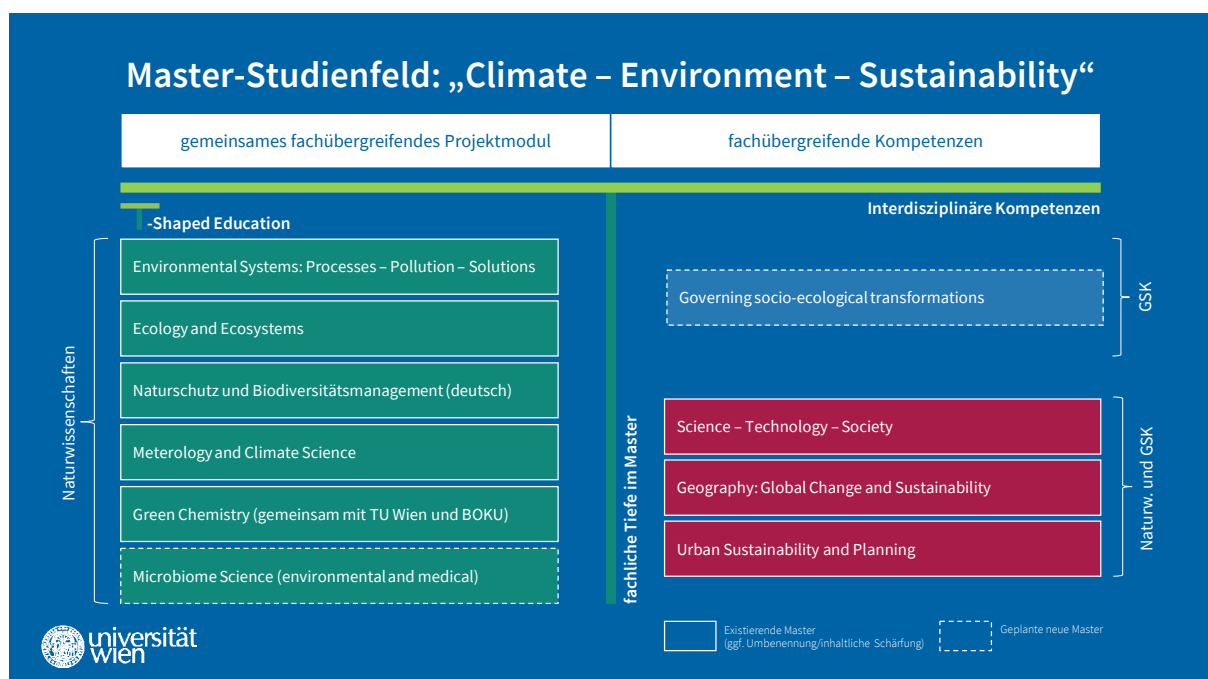 Master-Studienfeld: „Climate – Environment – Sustainability“
gemeinsames fachübergreifendes Projektmodul
fachübergreifende Kompetenzen
Interdisziplinäre Kompetenzen
T-Shaped Education
Naturwissenschaften
Environmental Systems: Processes – Pollution – Solutions
Ecology and Ecosystems
Naturschutz und Biodiversitätsmanagement (deutsch)
Meterology and Climate Science
Green Chemistry (gemeinsam mit TU Wien und BOKU)
Microbiome Science (environmental and medical)
fachliche Tiefe im Master
Governing socio-ecological transformations
GSK
Science – Technology – Society
Geography: Global Change and Sustainability
Urban Sustainability and Planning
Naturw. und GSK
universität
wien
Existierende Master
(ggf. Umbenennung/inhaltliche Schärfung)
Geplante neue Master